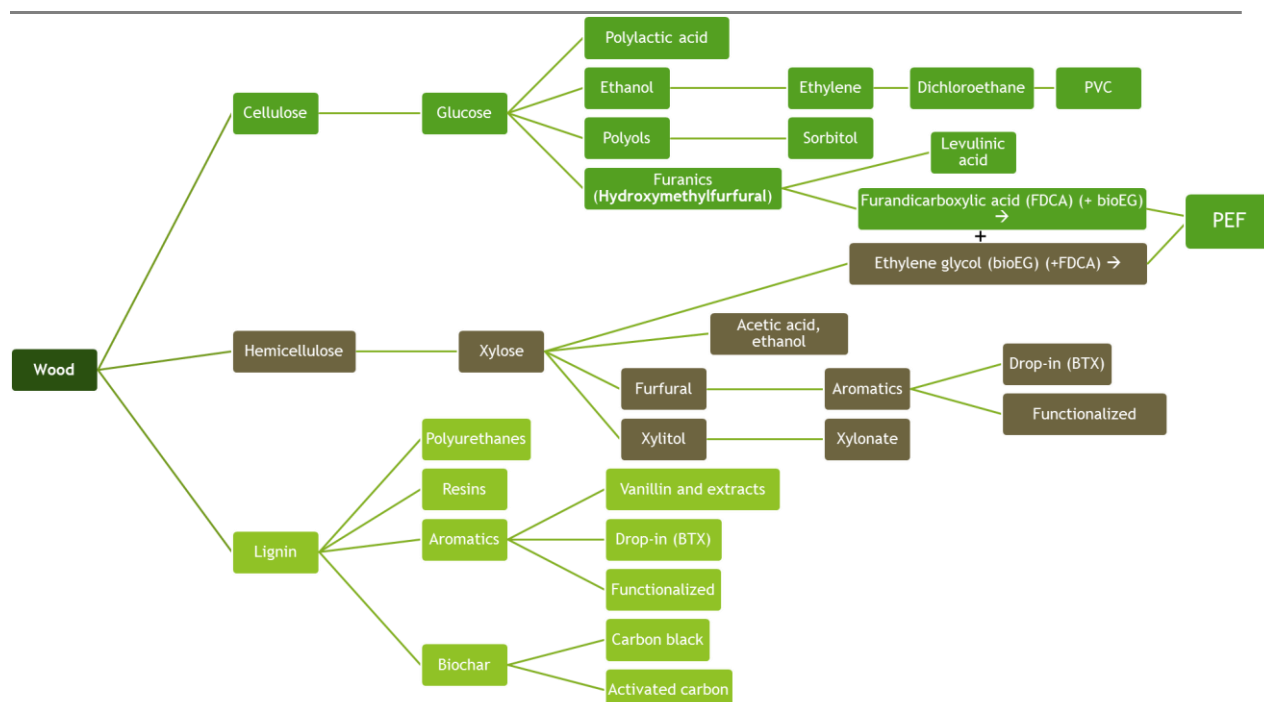 Polylactic acid
Ethanol
Ethylene
Dichloroethane
PVC
Cellulose
Glucose
Polyols
Sorbitol
Levulinic
acid
Furanics
(Hydroxymethylfurfural)
Furandicarboxylic acid (FDCA) (+ bioEG)
→
PEF
+
Ethylene glycol (bioEG) (+FDCA) →
Acetic acid,
ethanol
Hemicellulose
Xylose
Wood
Furfural
Aromatics
Drop-in (BTX)
Functionalized
Xylitol
Xylonate
Polyurethanes
Resins
Vanillin and extracts
Lignin
Aromatics
Drop-in (BTX)
Functionalized
Biochar
Carbon black
Activated carbon